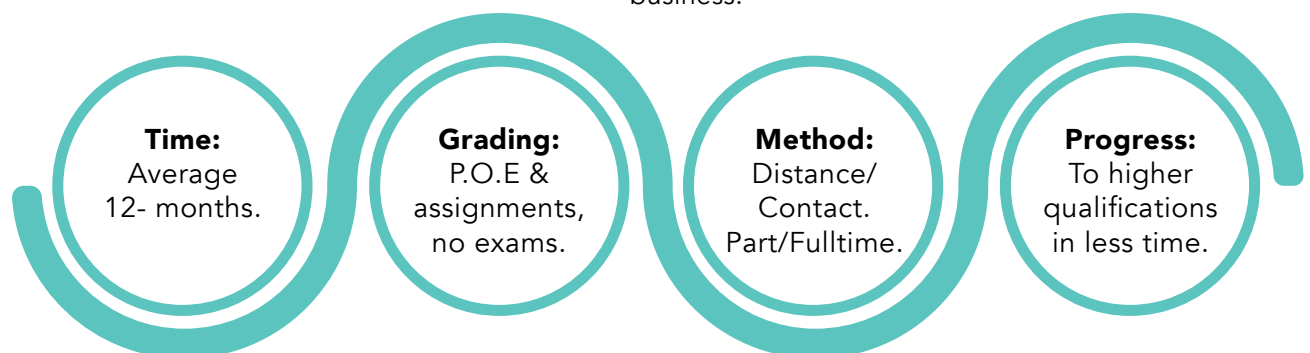 business.
Time:
Average
12- months.
Grading:
P.O.E &
assignments,
no exams.
Method:
Distance/
Contact.
Part/Fulltime.
Progress:
To higher
qualifications
in less time.